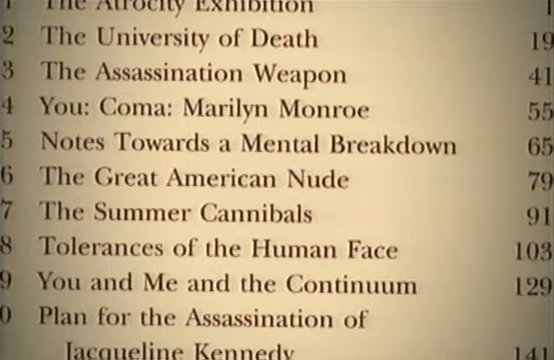 1 The Atrocity Exhibition 1
2 The University of Death 19
3 The Assassination Weapon 41
4 You: Coma: Marilyn Monroe 55
5 Notes Towards a Mental Breakdown 65
6 The Great American Nude 79
7 The Summer Cannibals 91
8 Tolerances of the Human Face 103
9 You and Me and the Continuum 129
0 Plan for the Assassination of
Jacqueline Kennedy 141